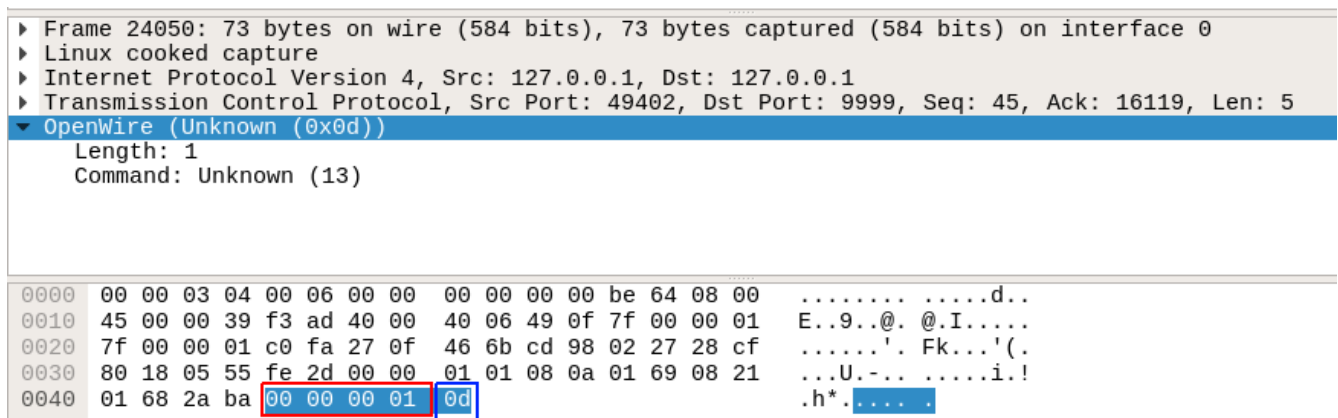 Frame 24050: 73 bytes on wire (584 bits), 73 bytes captured (584 bits) on interface 0
Linux cooked capture
Internet Protocol Version 4, Src: 127.0.0.1, Dst: 127.0.0.1
Transmission Control Protocol, Src Port: 49402, Dst Port: 9999, Seq: 45, Ack: 16119, Len: 5
OpenWire (Unknown (0x0d))
Length: 1
Command: Unknown (13)
0000 00 00 03 04 00 06 00 00 00 00 00 00 be 64 08 00 ........ .....d..
0010 45 00 00 39 f3 ad 40 00 40 06 49 0f 7f 00 00 01 E..9..@. @.I.....
0020 7f 00 00 01 c0 fa 27 0f 46 6b cd 98 02 27 28 cf ......'. Fk...'(.
0030 80 18 05 55 fe 2d 00 00 01 01 08 0a 01 69 08 21 ...U.-.. .....i.!
0040 01 68 2a ba 00 00 00 01 0d .h*..... .